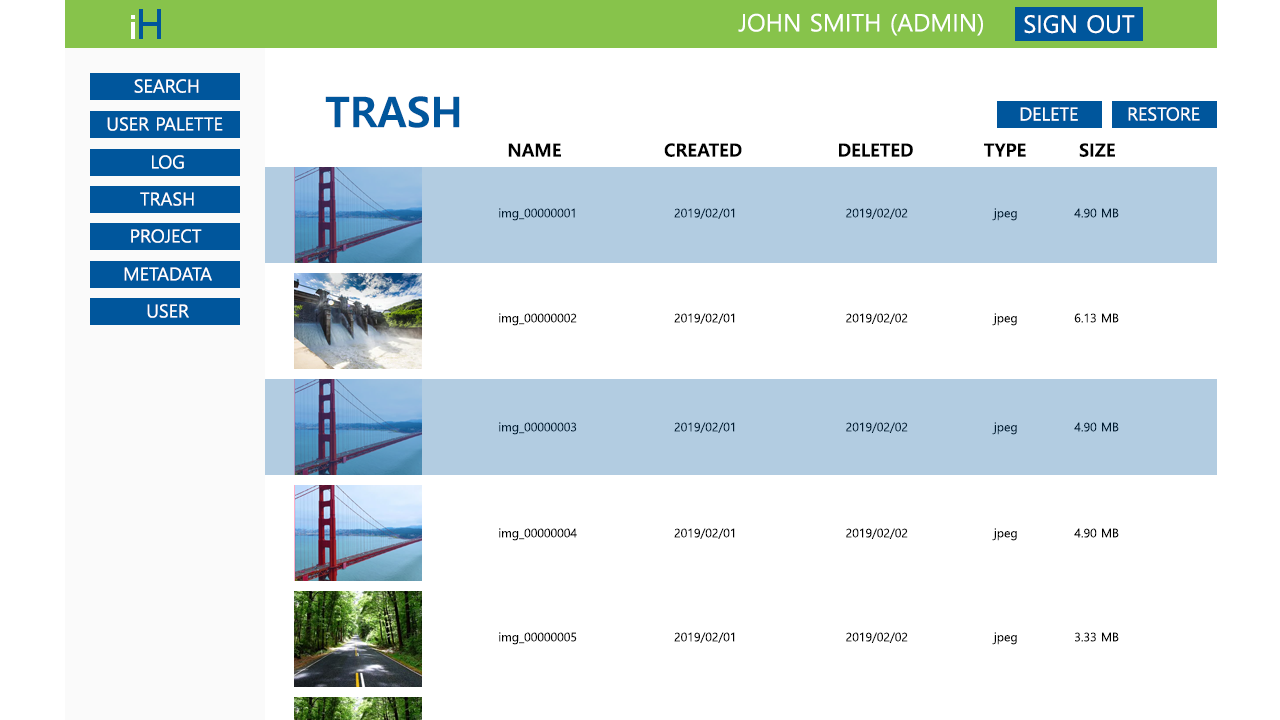 iH
JOHN SMITH (ADMIN)
SIGN OUT
SEARCH
USER PALETTE
LOG
TRASH
PROJECT
METADATA
USER
TRASH
DELETE
RESTORE
NAME CREATED DELETED TYPE SIZE
img_00000001 2019/02/01 2019/02/02 jpeg 4.90 MB
img_00000002 2019/02/01 2019/02/02 jpeg 6.13 MB
img_00000003 2019/02/01 2019/02/02 jpeg 4.90 MB
img_00000004 2019/02/01 2019/02/02 jpeg 4.90 MB
img_00000005 2019/02/01 2019/02/02 jpeg 3.33 MB